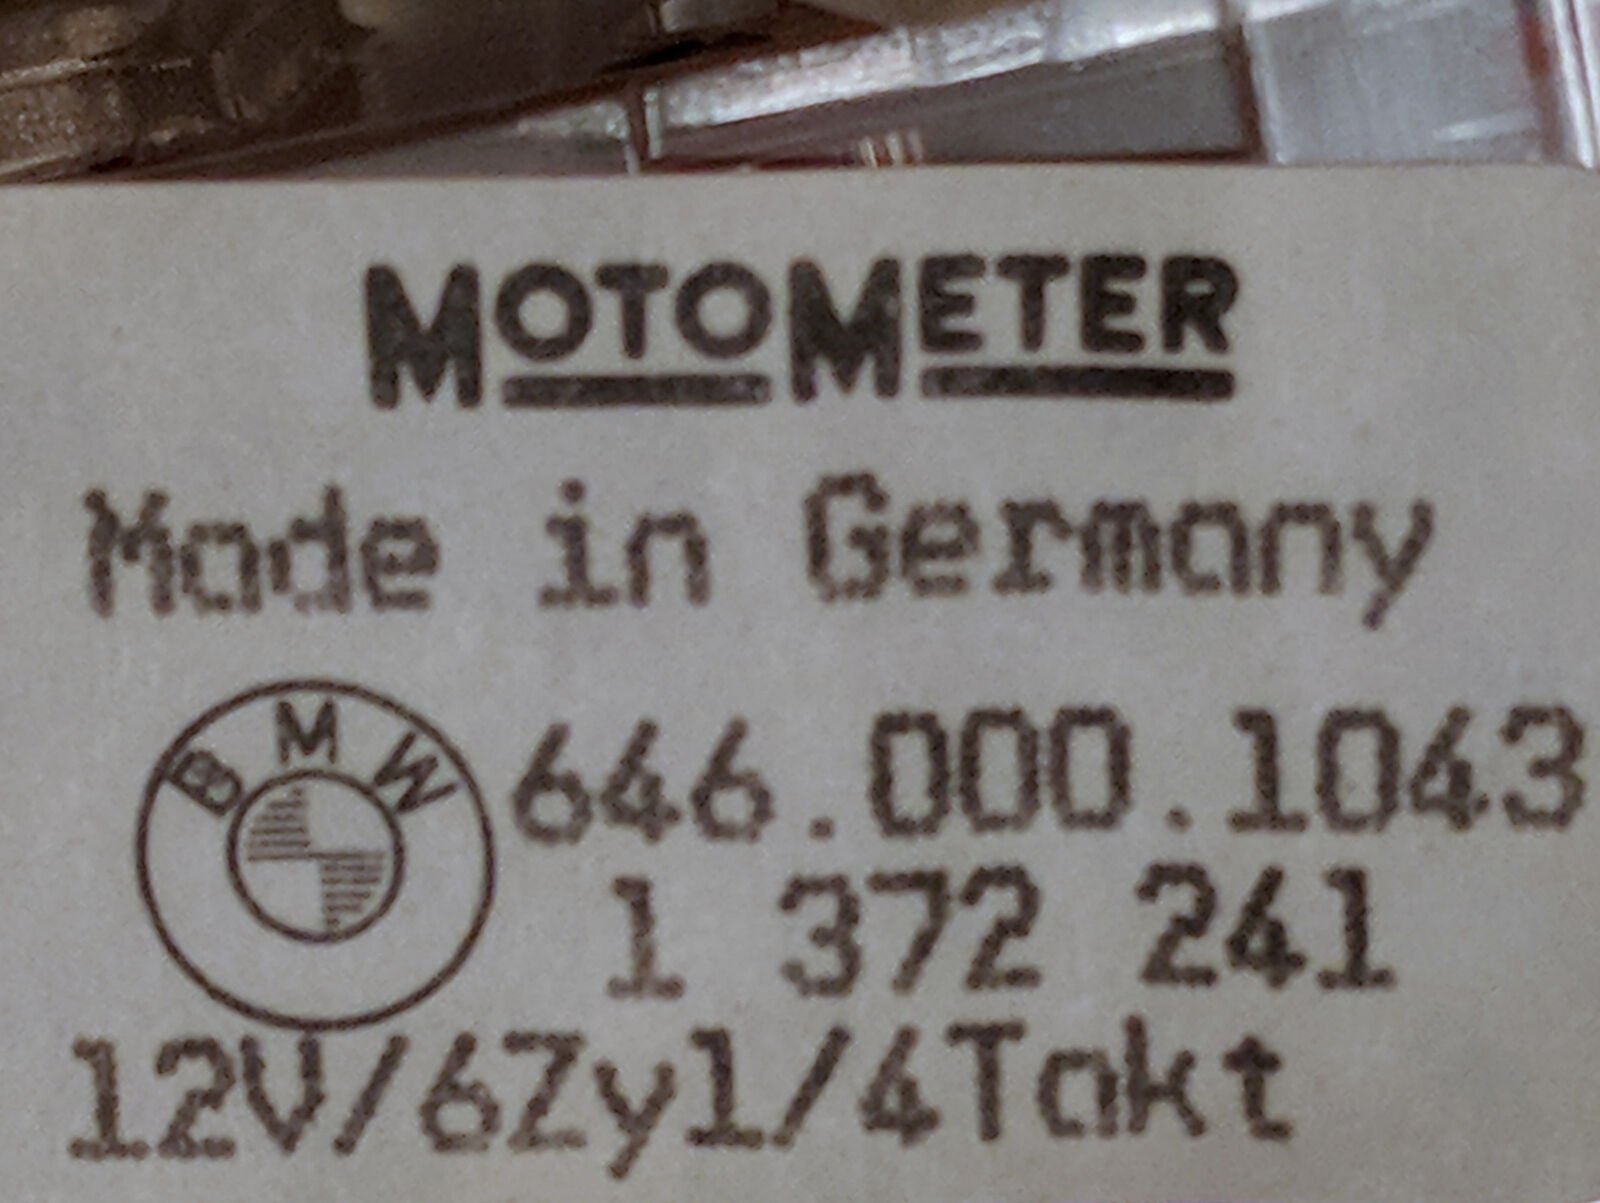 MOTOMETER
Made in Germany
BMW
646.000.1043
1 372 241
12V/6Zyl/4Takt